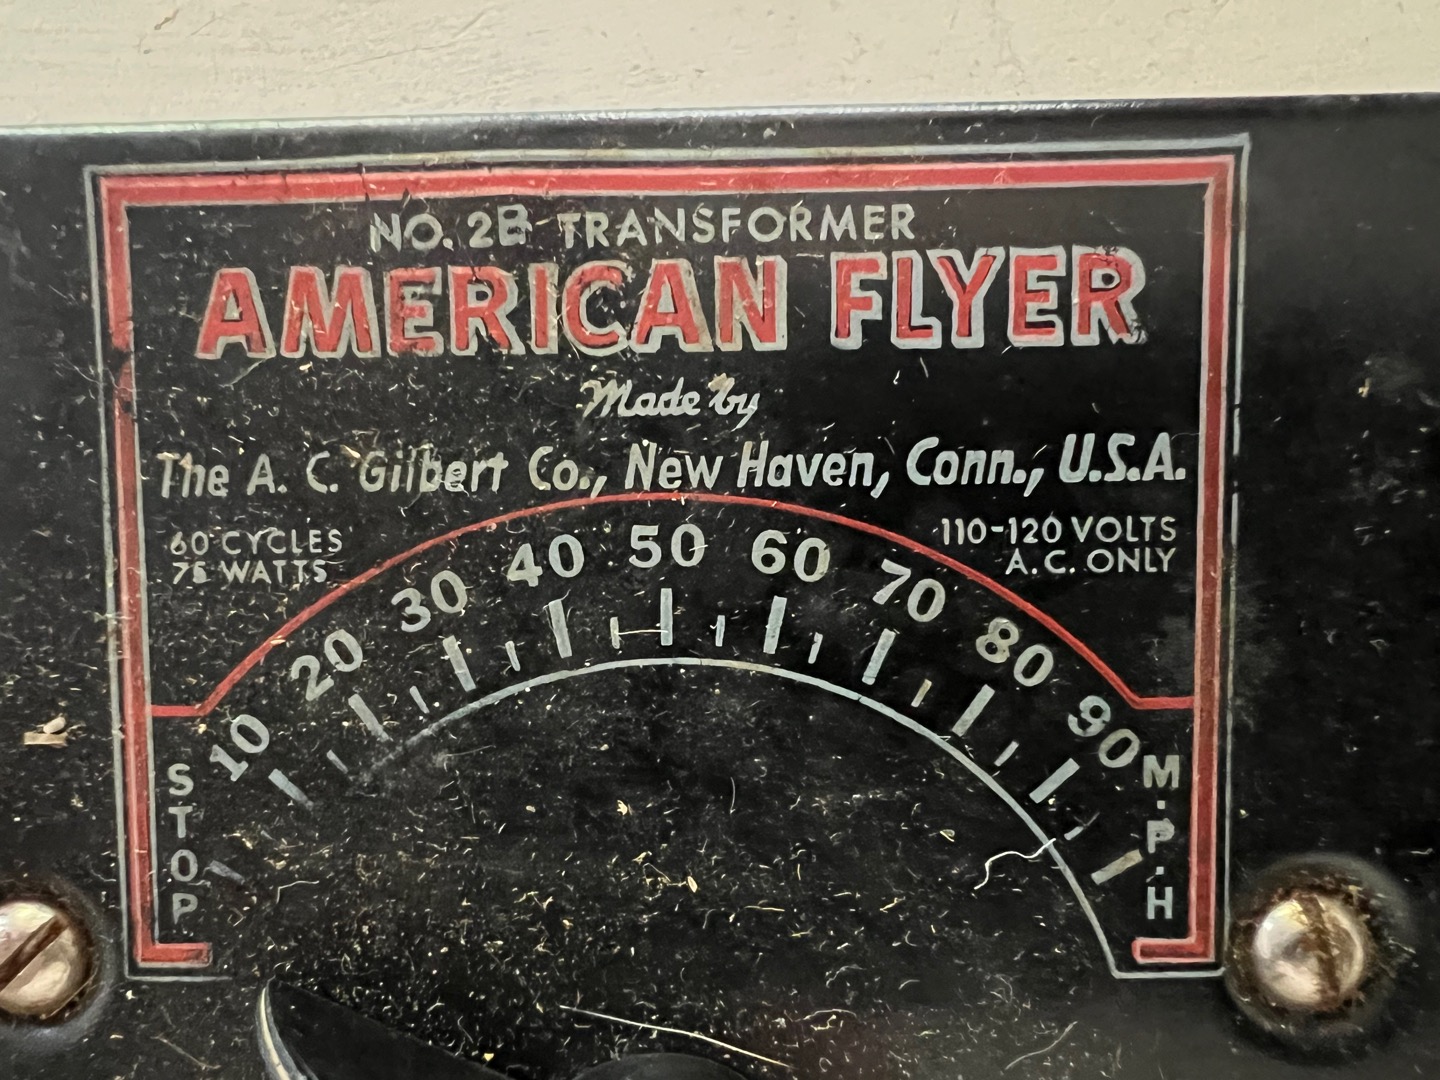 NO. 2B TRANSFORMER
AMERICAN FLYER
Made by
The A. C. Gilbert Co., New Haven, Conn., U.S.A.
60 CYCLES
75 WATTS
110-120 VOLTS
A.C. ONLY
10 20 30 40 50 60 70 80 90
STOP
M.P.H